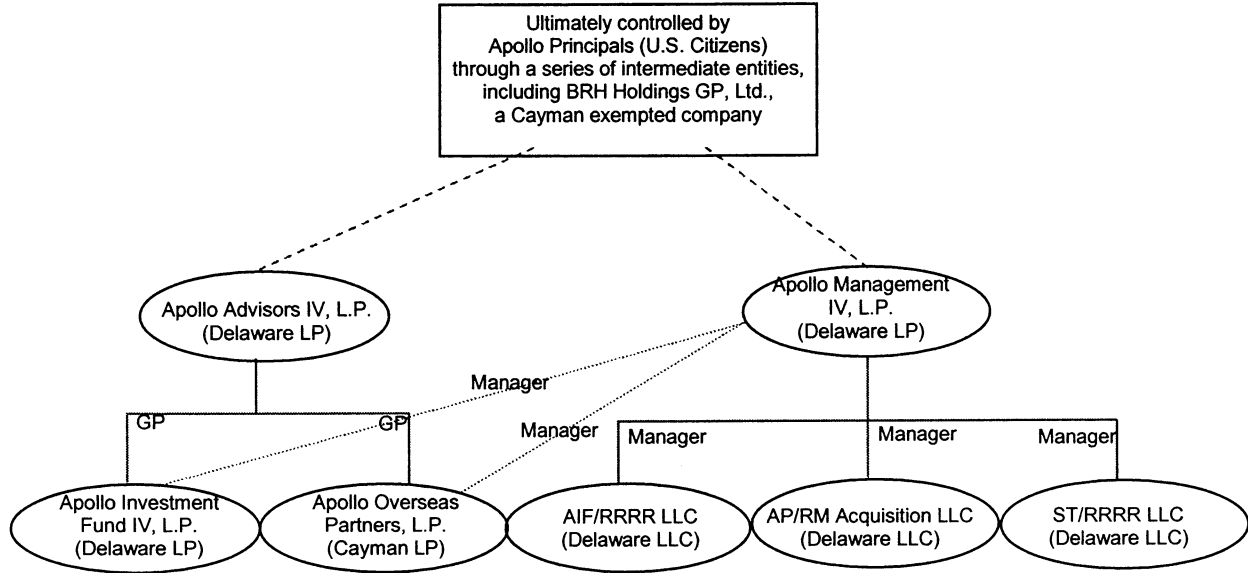 Ultimately controlled by
Apollo Principals (U.S. Citizens)
through a series of intermediate entities,
including BRH Holdings GP, Ltd.,
a Cayman exempted company
Apollo Advisors IV, L.P.
(Delaware LP)
Apollo Management
IV, L.P.
(Delaware LP)
Manager
GP
GP
Manager
Manager
Manager
Manager
Apollo Investment
Fund IV, L.P.
(Delaware LP)
Apollo Overseas
Partners, L.P.
(Cayman LP)
AIF/RRRR LLC
(Delaware LLC)
AP/RM Acquisition LLC
(Delaware LLC)
ST/RRRR LLC
(Delaware LLC)